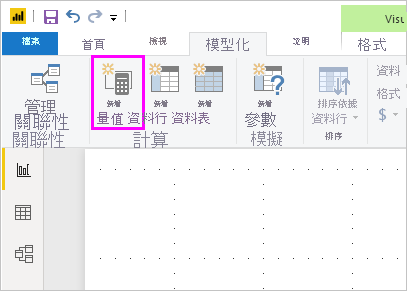 Visu
檔案 首頁 檢視 模型化 說明 格式
管理
關聯性
關聯性
新增
量值
新增
資料行
新增
資料表
計算
新增
參數
模擬
排序依據
資料行
排序
資料
格式
$